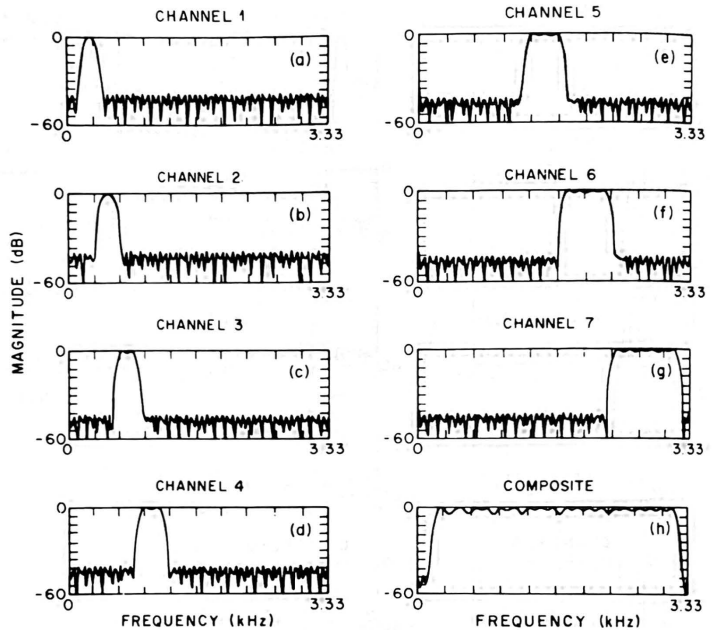 CHANNEL 1
0
(a)
-60
0
3.33
CHANNEL 2
0
(b)
-60
0
3.33
CHANNEL 3
0
(c)
-60
0
3.33
CHANNEL 4
0
(d)
-60
0
3.33
MAGNITUDE (dB)
FREQUENCY (kHz)
CHANNEL 5
0
(e)
-60
0
3.33
CHANNEL 6
0
(f)
-60
0
3.33
CHANNEL 7
0
(g)
-60
0
3.33
COMPOSITE
0
(h)
-60
0
3.33
FREQUENCY (kHz)